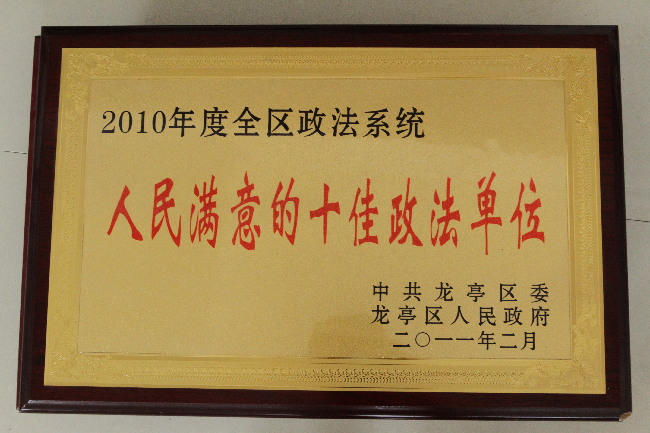 2010年度全区政法系统
人民满意的十佳政法单位
中共龙亭区委
龙亭区人民政府
二〇一一年二月